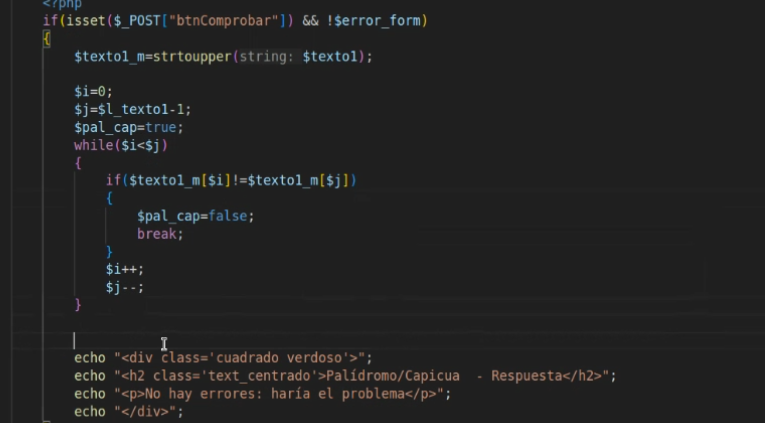 <?php
if(isset($_POST["btnComprobar"]) && !$error_form)
{
$texto1_m=strtoupper(string: $texto1);
$i=0;
$j=$l_texto1-1;
$pal_cap=true;
while($i<$j)
{
if($texto1_m[$i]!=$texto1_m[$j])
{
$pal_cap=false;
break;
}
$i++;
$j--;
}
echo "<div class='cuadrado verdoso'>";
echo "<h2 class='text_centrado'>Palídromo/Capicua  - Respuesta</h2>";
echo "<p>No hay errores: haría el problema</p>";
echo "</div>";